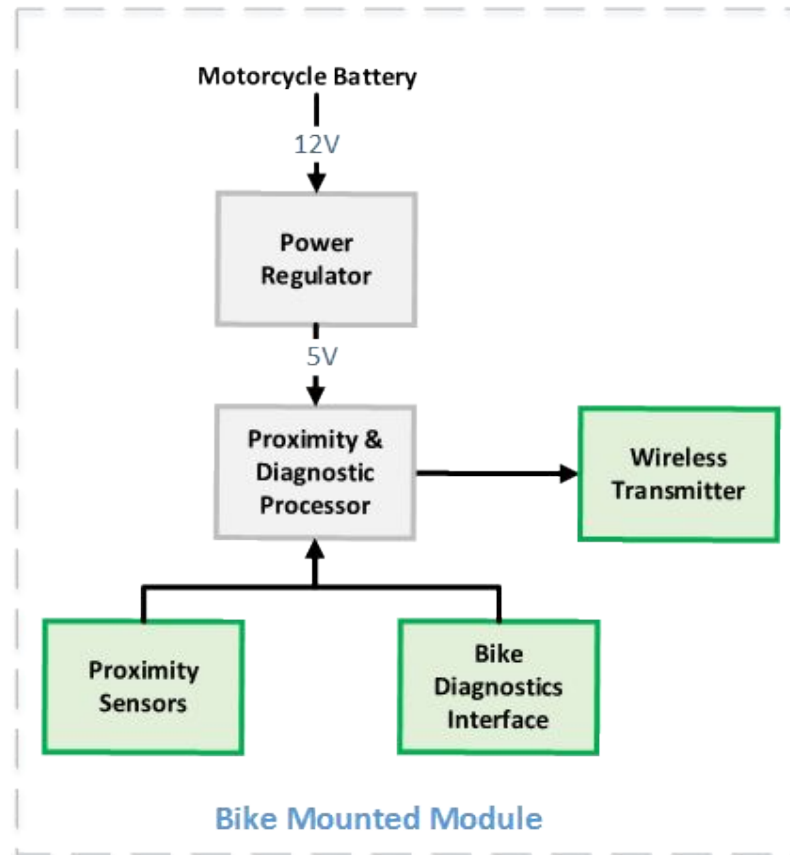 Motorcycle Battery
12V
Power
Regulator
5V
Proximity &
Diagnostic
Processor
Wireless
Transmitter
Proximity
Sensors
Bike
Diagnostics
Interface
Bike Mounted Module